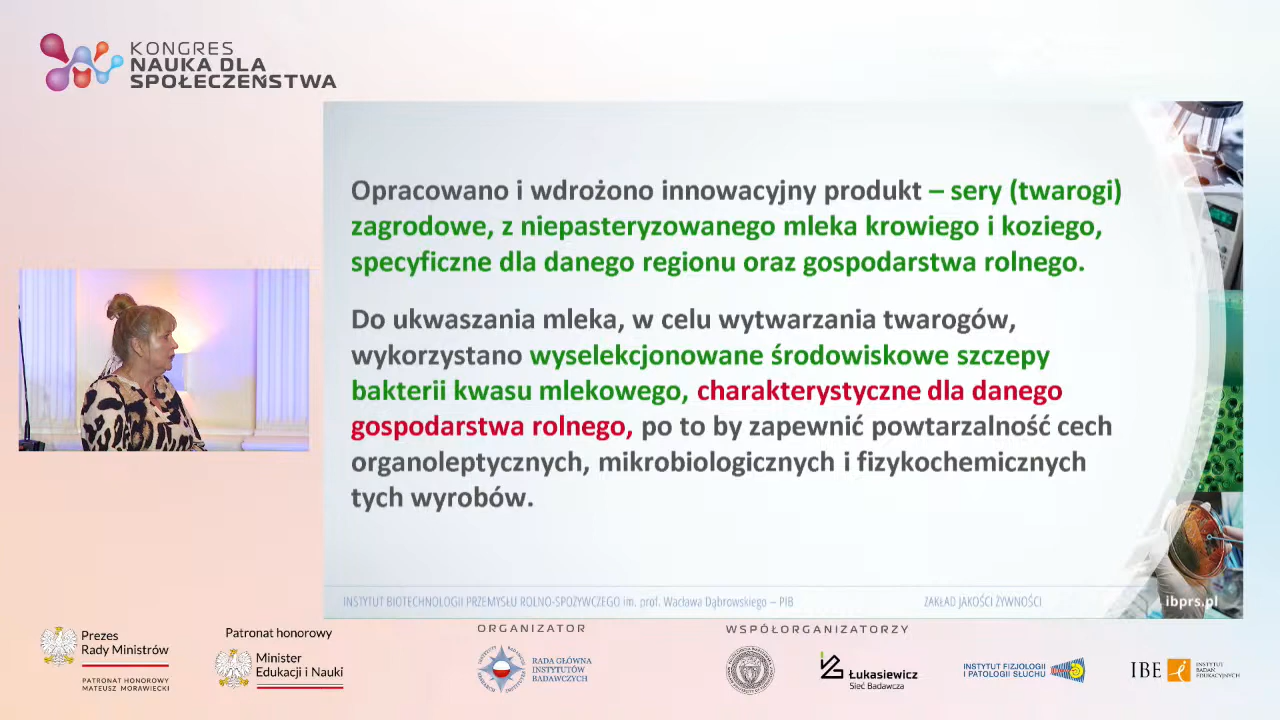 KONGRES
NAUKA DLA
SPOŁECZEŃSTWA
Opracowano i wdrożono innowacyjny produkt – sery (twarogi)
zagrodowe, z niepasteryzowanego mleka krowiego i koziego,
specyficzne dla danego regionu oraz gospodarstwa rolnego.
Do ukwaszania mleka, w celu wytwarzania twarogów,
wykorzystano wyselekcjonowane środowiskowe szczepy
bakterii kwasu mlekowego, charakterystyczne dla danego
gospodarstwa rolnego, po to by zapewnić powtarzalność cech
organoleptycznych, mikrobiologicznych i fizykochemicznych
tych wyrobów.
INSTYTUT BIOTECHNOLOGII PRZEMYSŁU ROLNO-SPOŻYWCZEGO im. prof. Wacława Dąbrowskiego – PIB
ZAKŁAD JAKOŚCI ŻYWNOŚCI
ibprs.pl
Prezes
Rady Ministrów
PATRONAT HONOROWY
MATEUSZ MORAWIECKI
Patronat honorowy
Minister
Edukacji i Nauki
ORGANIZATOR
RADA GŁÓWNA
INSTYTUTÓW
BADAWCZYCH
WSPÓŁORGANIZATORZY
Łukasiewicz
Sieć Badawcza
INSTYTUT FIZJOLOGII
I PATOLOGII SŁUCHU
IBE
INSTYTUT
BADAŃ
EDUKACYJNYCH